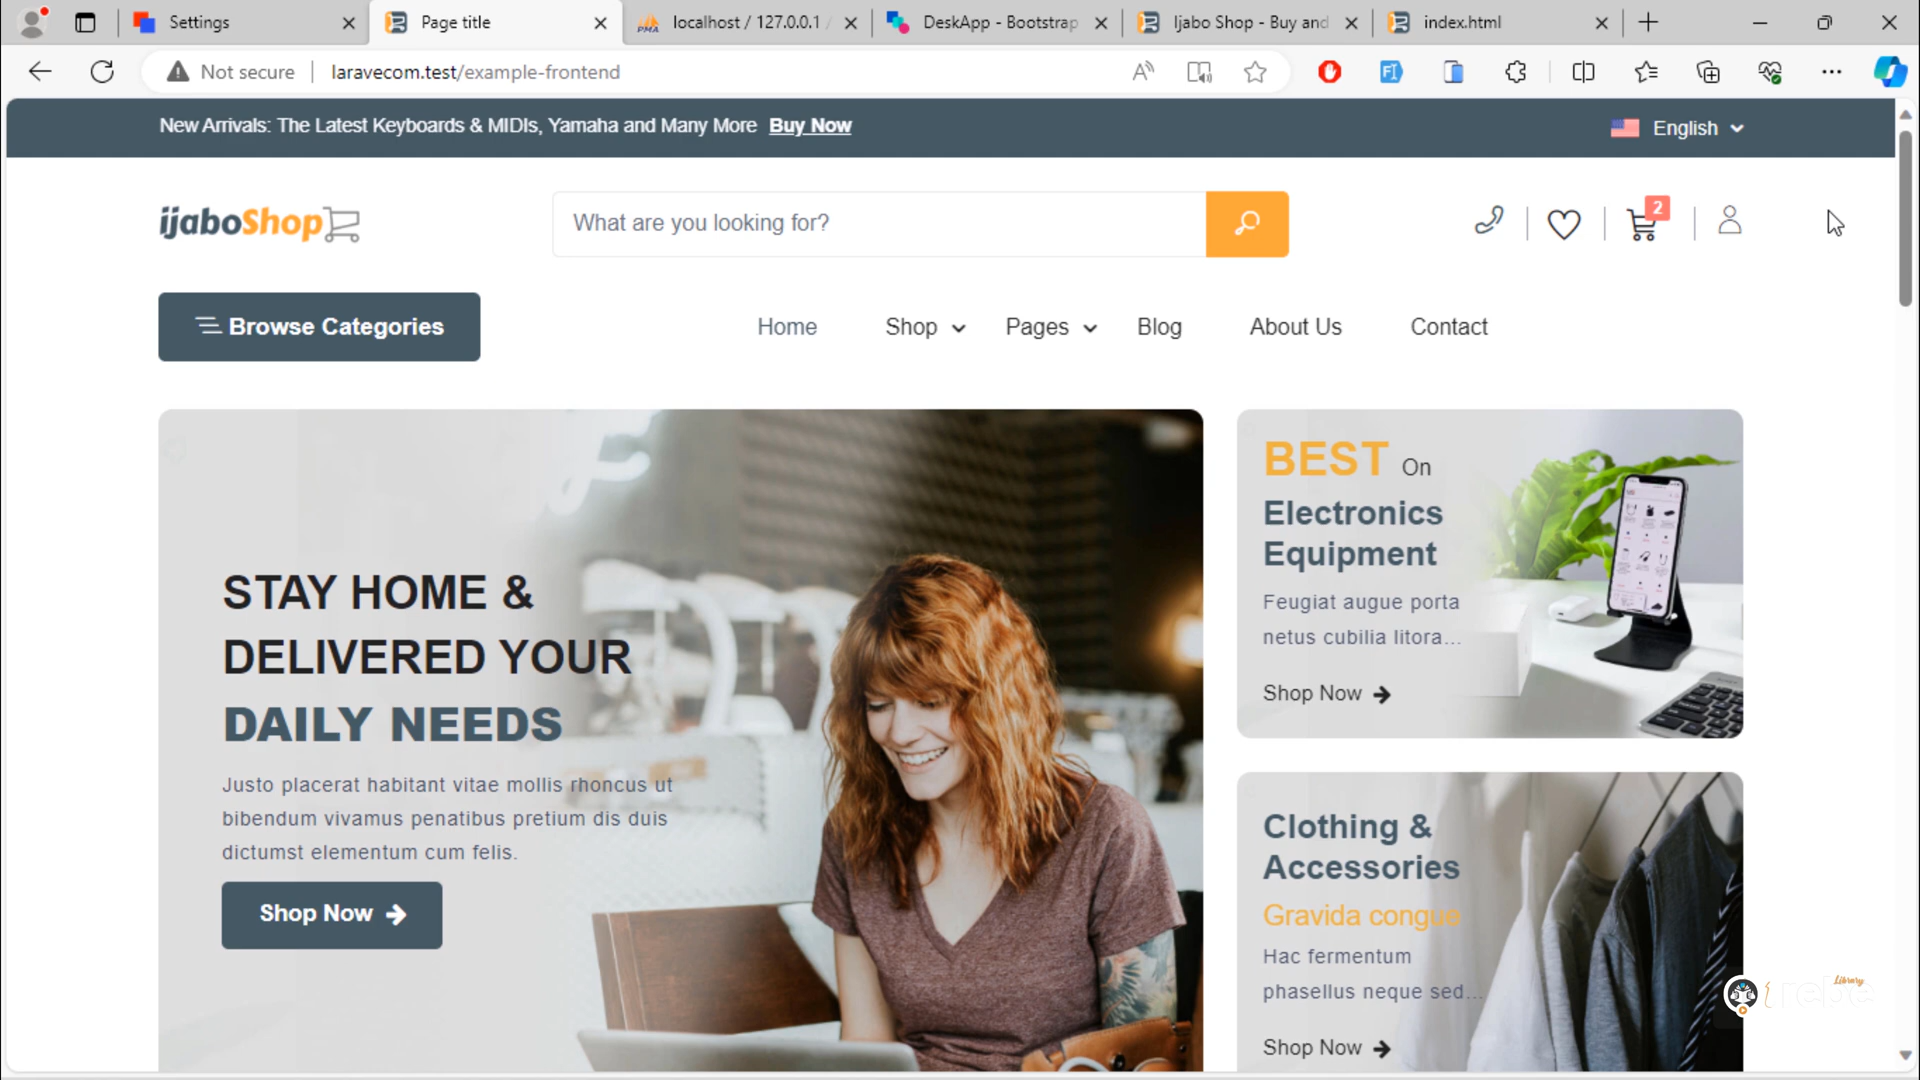 Settings
Page title
localhost / 127.0.0.1 /
DeskApp - Bootstrap
Ijabo Shop - Buy and
index.html
Not secure
laravecom.test/example-frontend
New Arrivals: The Latest Keyboards & MIDIs, Yamaha and Many More Buy Now
English
ijaboShop
What are you looking for?
2
Browse Categories
Home
Shop
Pages
Blog
About Us
Contact
STAY HOME &
DELIVERED YOUR
DAILY NEEDS
Justo placerat habitant vitae mollis rhoncus ut
bibendum vivamus penatibus pretium dis duis
dictumst elementum cum felis.
Shop Now
BEST On
Electronics
Equipment
Feugiat augue porta
netus cubilia litora...
Shop Now
Clothing &
Accessories
Gravida congue
Hac fermentum
phasellus neque sed...
Shop Now
Library